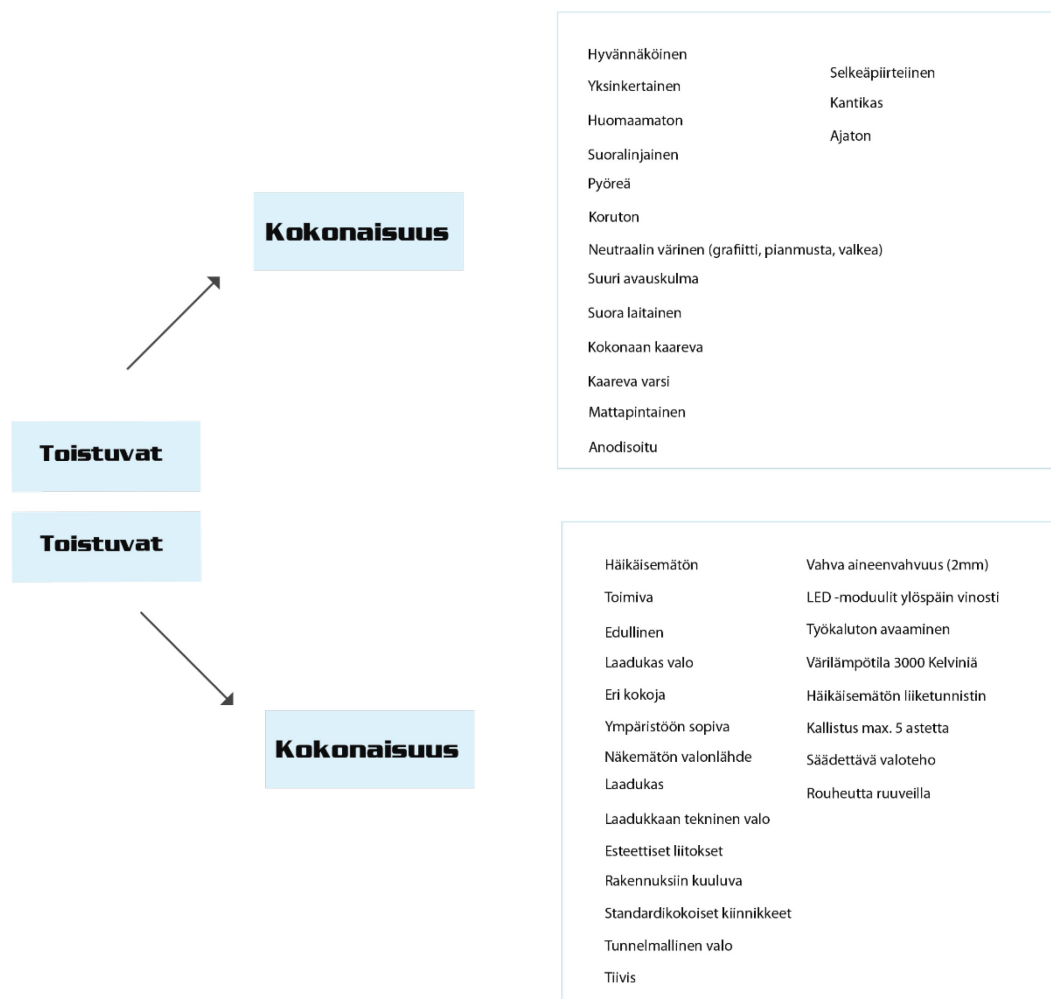 Hyvännäköinen
Yksinkertainen
Huomaamaton
Suoralinjainen
Pyöreä
Koruton
Neutraalin värinen (grafiitti, pianmusta, valkea)
Suuri avauskulma
Suora laitainen
Kokonaan kaareva
Kaareva varsi
Mattapintainen
Anodisoitu
Selkeäpiirteiinen
Kantikas
Ajaton
Kokonaisuus
Toistuvat
Toistuvat
Kokonaisuus
Häikäisemätön
Toimiva
Edullinen
Laadukas valo
Eri kokoja
Ympäristöön sopiva
Näkemätön valonlähde
Laadukas
Laadukkaan tekninen valo
Esteettiset liitokset
Rakennuksiin kuuluva
Standardikokoiset kiinnikkeet
Tunnelmallinen valo
Tiivis
Vahva aineenvahvuus (2mm)
LED -moduulit ylöspäin vinosti
Työkaluton avaaminen
Värilämpötila 3000 Kelviniä
Häikäisemätön liiketunnistin
Kallistus max. 5 astetta
Säädettävä valoteho
Rouheutta ruuveilla